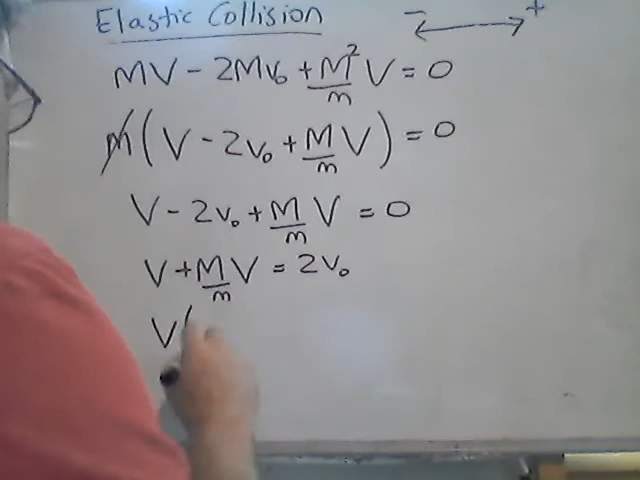 Elastic Collision
- +
MV - 2Mv₀ + M²/m V = 0
M(V - 2v₀ + M/m V) = 0
V - 2v₀ + M/m V = 0
V + M/m V = 2v₀
V(